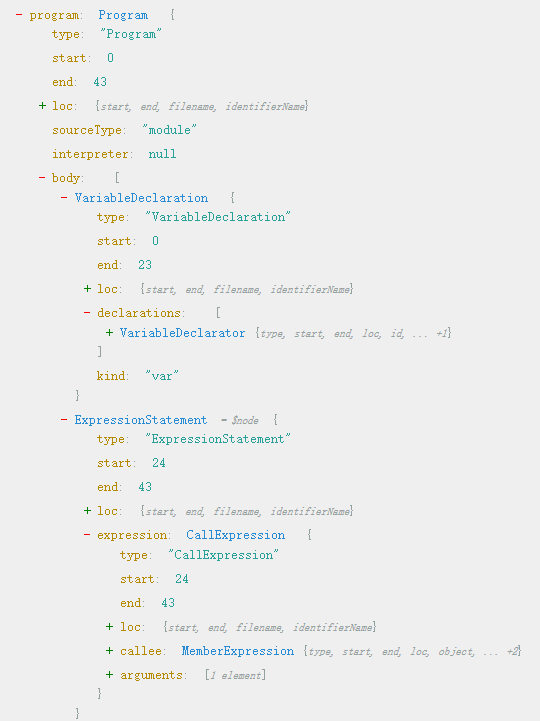 - program: Program {
type: "Program"
start: 0
end: 43
+ loc: {start, end, filename, identifierName}
sourceType: "module"
interpreter: null
- body: [
- VariableDeclaration {
type: "VariableDeclaration"
start: 0
end: 23
+ loc: {start, end, filename, identifierName}
- declarations: [
+ VariableDeclarator {type, start, end, loc, id, ... +1}
]
kind: "var"
}
- ExpressionStatement = $node {
type: "ExpressionStatement"
start: 24
end: 43
+ loc: {start, end, filename, identifierName}
- expression: CallExpression {
type: "CallExpression"
start: 24
end: 43
+ loc: {start, end, filename, identifierName}
+ callee: MemberExpression {type, start, end, loc, object, ... +2}
+ arguments: [1 element]
}
}